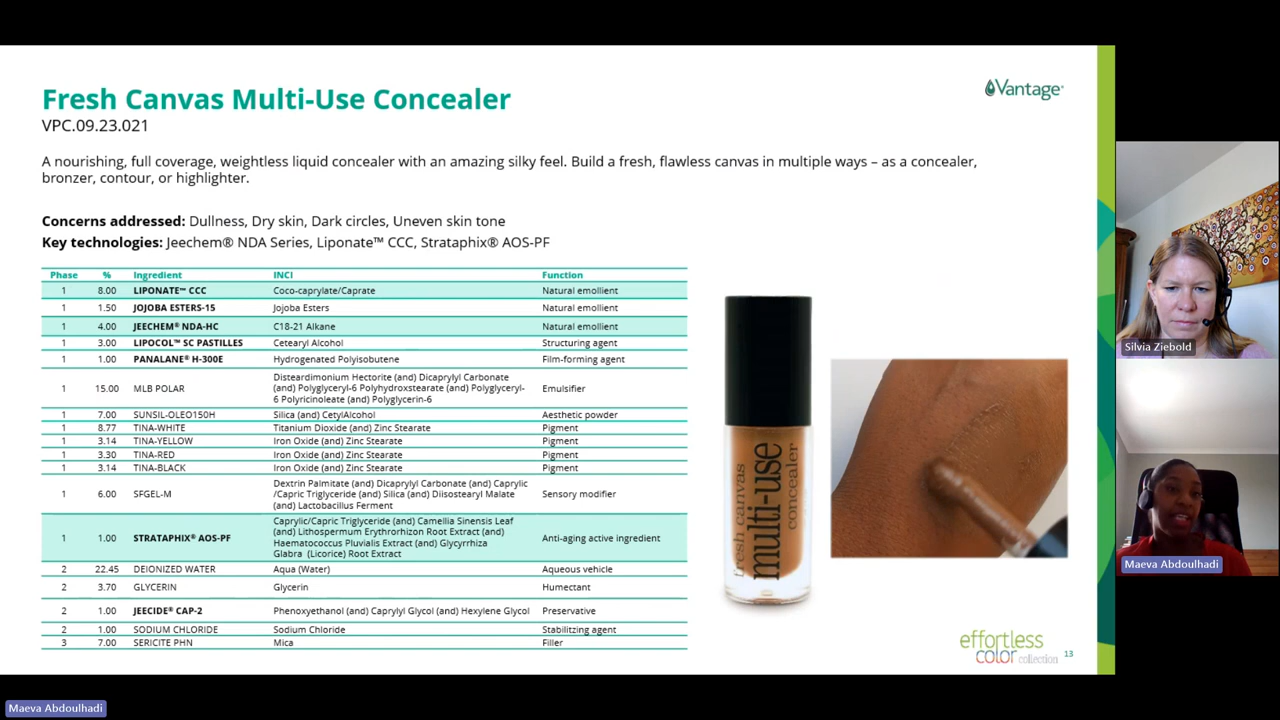 Fresh Canvas Multi-Use Concealer
VPC.09.23.021
Vantage
A nourishing, full coverage, weightless liquid concealer with an amazing silky feel. Build a fresh, flawless canvas in multiple ways – as a concealer,
bronzer, contour, or highlighter.
Concerns addressed: Dullness, Dry skin, Dark circles, Uneven skin tone
Key technologies: Jeechem® NDA Series, Liponate™ CCC, Strataphix® AOS-PF
Phase % Ingredient INCI Function
1 8.00 LIPONATE™ CCC Coco-caprylate/Caprate Natural emollient
1 1.50 JOJOBA ESTERS-15 Jojoba Esters Natural emollient
1 4.00 JEECHEM® NDA-HC C18-21 Alkane Natural emollient
1 3.00 LIPOCOL™ SC PASTILLES Cetearyl Alcohol Structuring agent
1 1.00 PANALANE® H-300E Hydrogenated Polyisobutene Film-forming agent
1 15.00 MLB POLAR Disteardimonium Hectorite (and) Dicaprylyl Carbonate
(and) Polyglyceryl-6 Polyhydroxstearate (and) Polyglyceryl-
6 Polyricinoleate (and) Polyglycerin-6 Emulsifier
1 7.00 SUNSIL-OLEO150H Silica (and) CetylAlcohol Aesthetic powder
1 8.77 TINA-WHITE Titanium Dioxide (and) Zinc Stearate Pigment
1 3.14 TINA-YELLOW Iron Oxide (and) Zinc Stearate Pigment
1 3.30 TINA-RED Iron Oxide (and) Zinc Stearate Pigment
1 3.14 TINA-BLACK Iron Oxide (and) Zinc Stearate Pigment
1 6.00 SFGEL-M Dextrin Palmitate (and) Dicaprylyl Carbonate (and) Caprylic
/Capric Triglyceride (and) Silica (and) Diisostearyl Malate
(and) Lactobacillus Ferment Sensory modifier
1 1.00 STRATAPHIX® AOS-PF Caprylic/Capric Triglyceride (and) Camellia Sinensis Leaf
(and) Lithospermum Erythrorhizon Root Extract (and)
Haematococcus Pluvialis Extract (and) Glycyrrhiza
Glabra (Licorice) Root Extract Anti-aging active ingredient
2 22.45 DEIONIZED WATER Aqua (Water) Aqueous vehicle
2 3.70 GLYCERIN Glycerin Humectant
2 1.00 JEECIDE® CAP-2 Phenoxyethanol (and) Caprylyl Glycol (and) Hexylene Glycol Preservative
2 1.00 SODIUM CHLORIDE Sodium Chloride Stabilitzing agent
3 7.00 SERICITE PHN Mica Filler
fresh canvas
multi-use
concealer
effortless
color collection
13
Silvia Ziebold
Maeva Abdoulhadi
Maeva Abdoulhadi